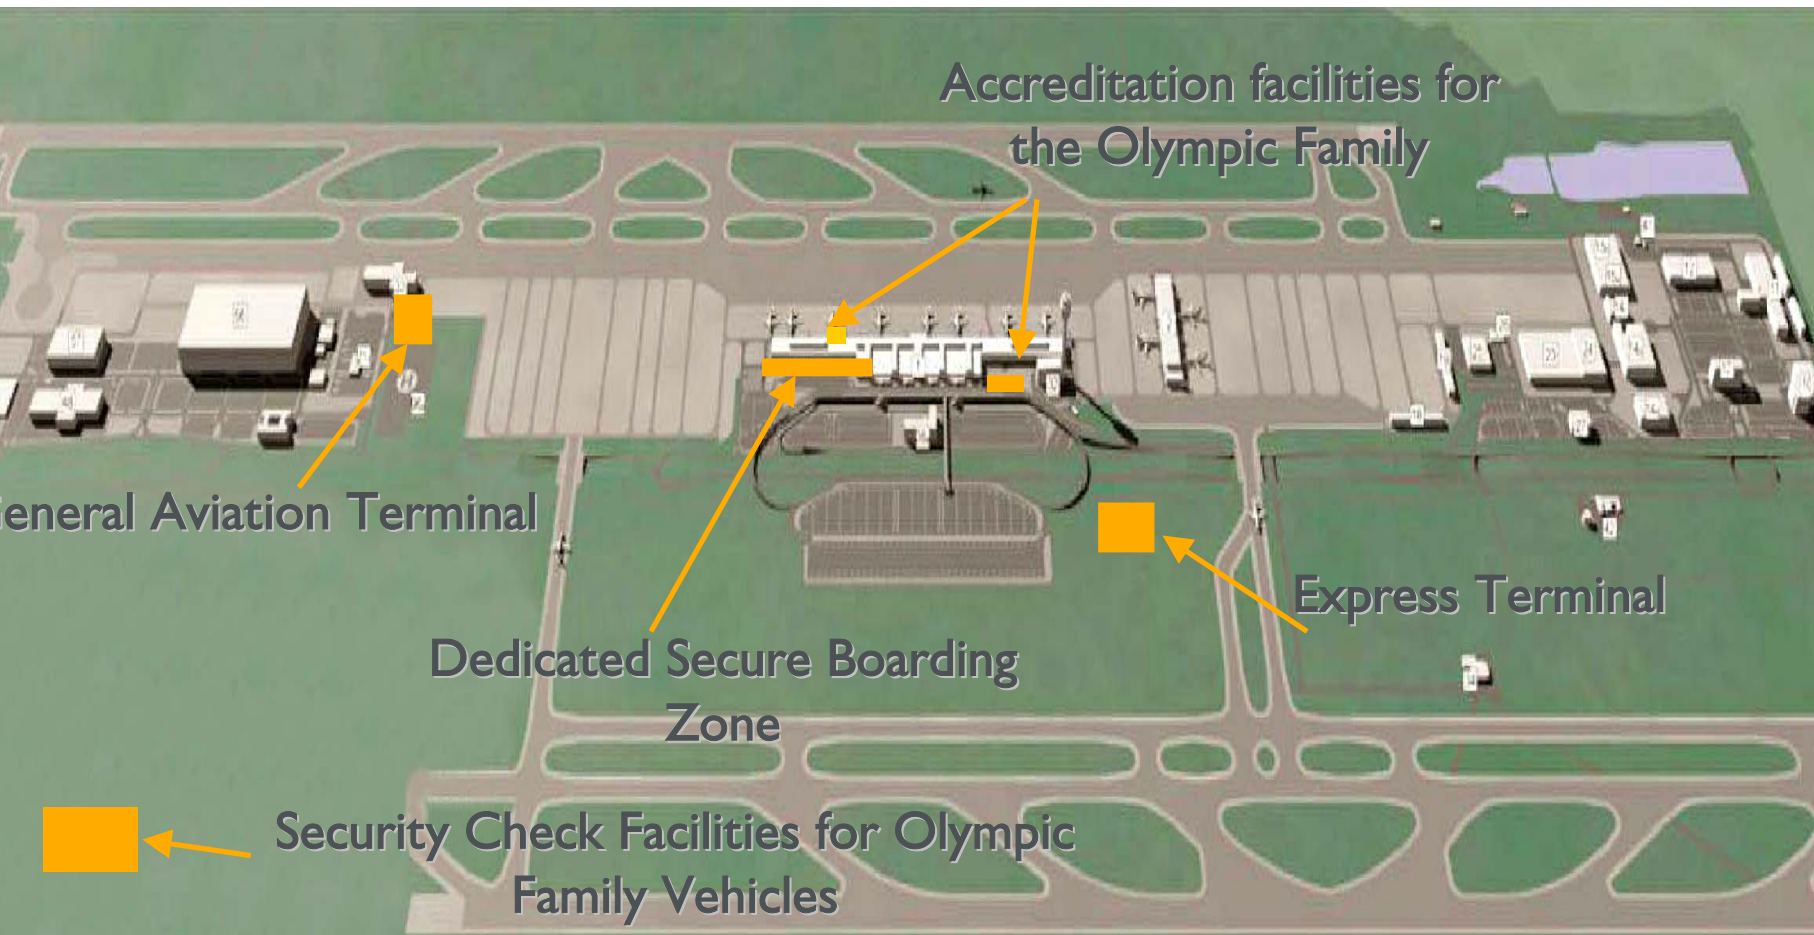 Accreditation facilities for
the Olympic Family
General Aviation Terminal
Express Terminal
Dedicated Secure Boarding
Zone
Security Check Facilities for Olympic
Family Vehicles